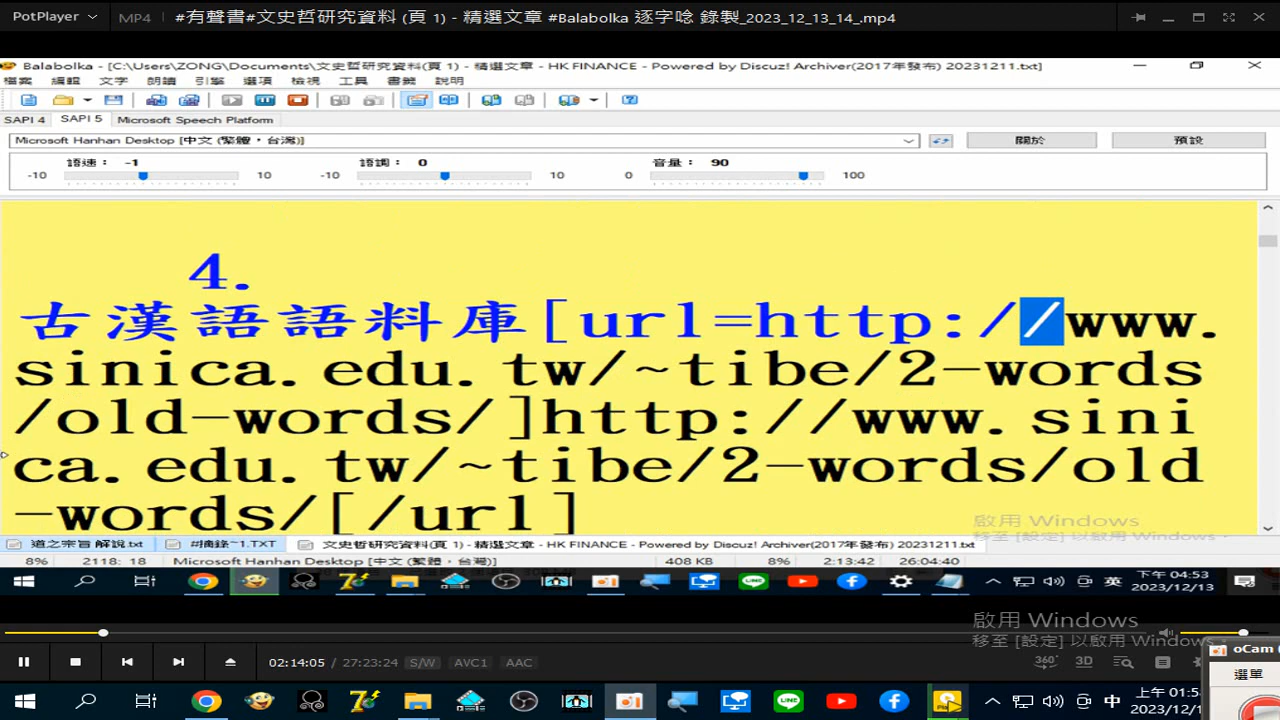 PotPlayer MP4 #有聲書#文史哲研究資料 (頁 1) - 精選文章 #Balabolka 逐字唸 錄製_2023_12_13_14_.mp4
Balabolka - [C:\Users\ZONG\Documents\文史哲研究資料(頁 1) - 精選文章 - HK FINANCE - Powered by Discuz! Archiver(2017年發布) 20231211.txt]
檔案 編輯 文字 朗讀 引擎 選項 檢視 工具 書籤 說明
SAPI 4 SAPI 5 Microsoft Speech Platform
Microsoft Hanhan Desktop [中文 (繁體，台灣)] 關於 預設
語速： -1 語調： 0 音量： 90
-10 10 -10 10 0 100
4.
古漢語語料庫[url=http://www.
sinica.edu.tw/~tibe/2-words
/old-words/]http://www.sini
ca.edu.tw/~tibe/2-words/old
-words/[/url]
啟用 Windows
移至 [設定] 以啟用 Windows。
道之宗旨 解說.txt #摘錄~1.TXT 文史哲研究資料(頁 1) - 精選文章 - HK FINANCE - Powered by Discuz! Archiver(2017年發布) 20231211.txt
8% 2118: 18 Microsoft Hanhan Desktop [中文 (繁體，台灣)] 408 KB 8% 2:13:42 26:04:40
英 下午 04:53
2023/12/13
啟用 Windows
移至 [設定] 以啟用 Windows。
oCam
02:14:05 / 27:23:24 S/W AVC1 AAC 360° 3D
選單
中 上午 01:5
2023/12/1